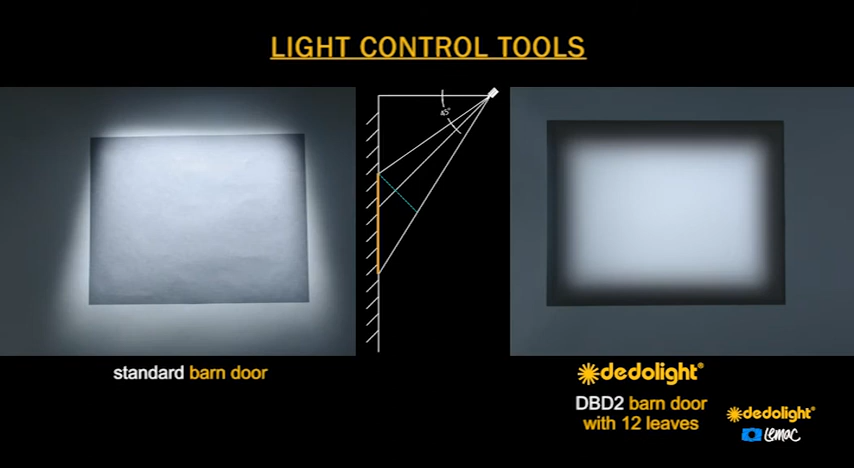 LIGHT CONTROL TOOLS
45°
standard barn door
dedolight®
DBD2 barn door
with 12 leaves
dedolight®
Lemac